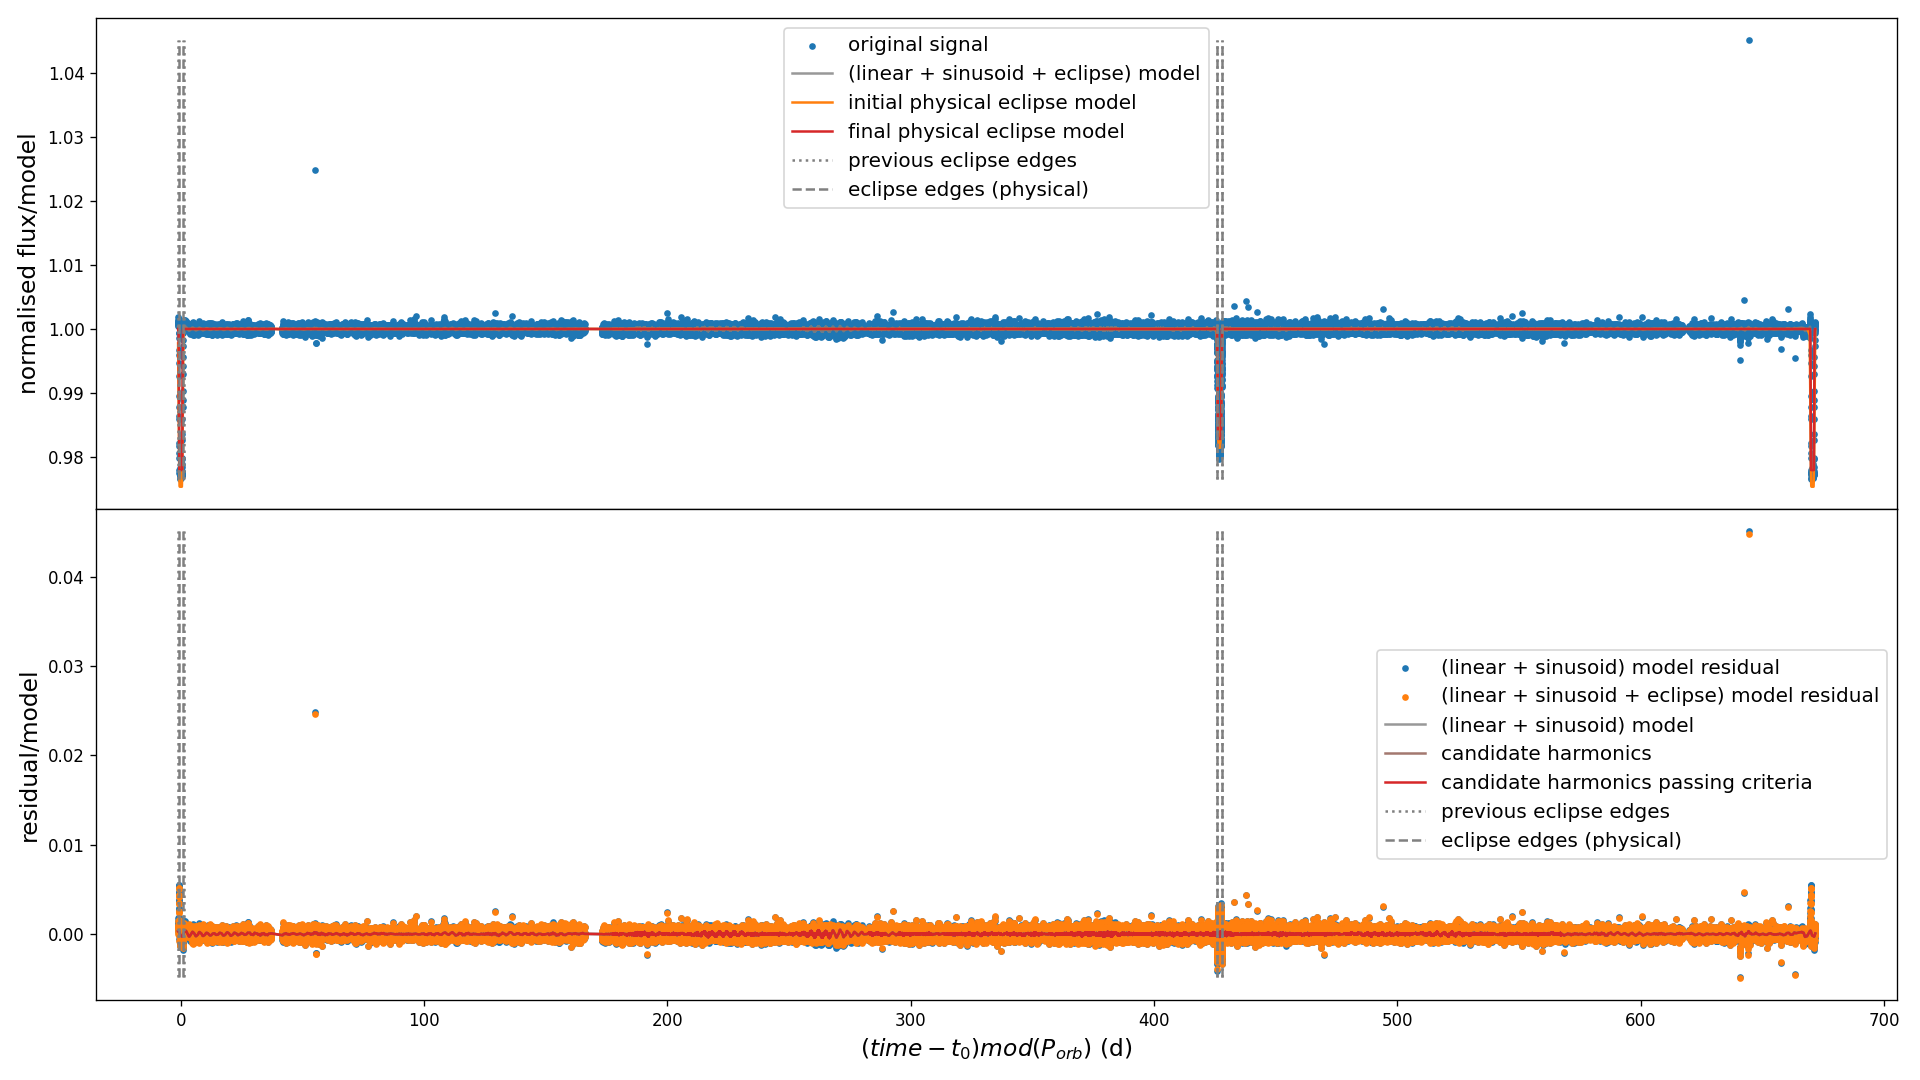 normalised flux/model
1.04
1.03
1.02
1.01
1.00
0.99
0.98
original signal
(linear + sinusoid + eclipse) model
initial physical eclipse model
final physical eclipse model
previous eclipse edges
eclipse edges (physical)
residual/model
0.04
0.03
0.02
0.01
0.00
(linear + sinusoid) model residual
(linear + sinusoid + eclipse) model residual
(linear + sinusoid) model
candidate harmonics
candidate harmonics passing criteria
previous eclipse edges
eclipse edges (physical)
0 100 200 300 400 500 600 700
(time − t₀)mod(P_orb) (d)